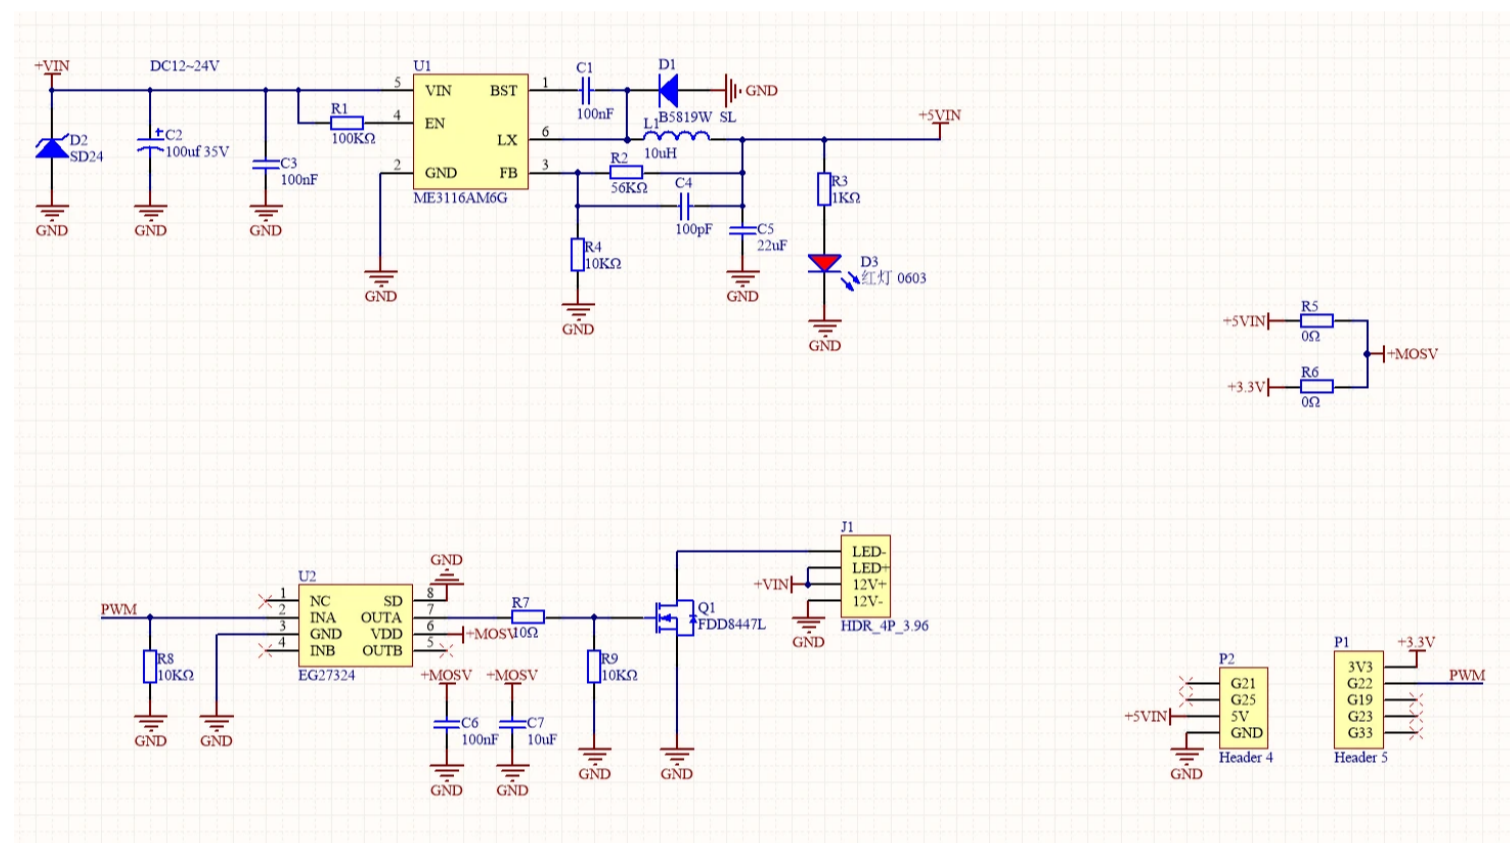 +VIN
DC12~24V
D2
SD24
GND
C2
100uf 35V
GND
C3
100nF
GND
R1
100KΩ
U1
5 VIN
4 EN
2 GND
BST 1
LX 6
FB 3
ME3116AM6G
GND
C1
100nF
D1
B5819W SL
GND
L1
10uH
R2
56KΩ
C4
100pF
R4
10KΩ
GND
C5
22uF
GND
+5VIN
R3
1KΩ
D3
红灯 0603
GND
+5VIN
R5
0Ω
+MOSV
+3.3V
R6
0Ω
PWM
R8
10KΩ
GND
GND
U2
1 NC
2 INA
3 GND
4 INB
SD 8
OUTA 7
VDD 6
OUTB 5
EG27324
GND
+MOSV
R7
10Ω
+MOSV
C6
100nF
GND
+MOSV
C7
10uF
GND
R9
10KΩ
GND
Q1
FDD8447L
GND
J1
LED-
LED+
12V+
12V-
HDR_4P_3.96
+VIN
GND
P2
G21
G25
5V
GND
Header 4
+5VIN
GND
P1
3V3
G22
G19
G23
G33
Header 5
+3.3V
PWM